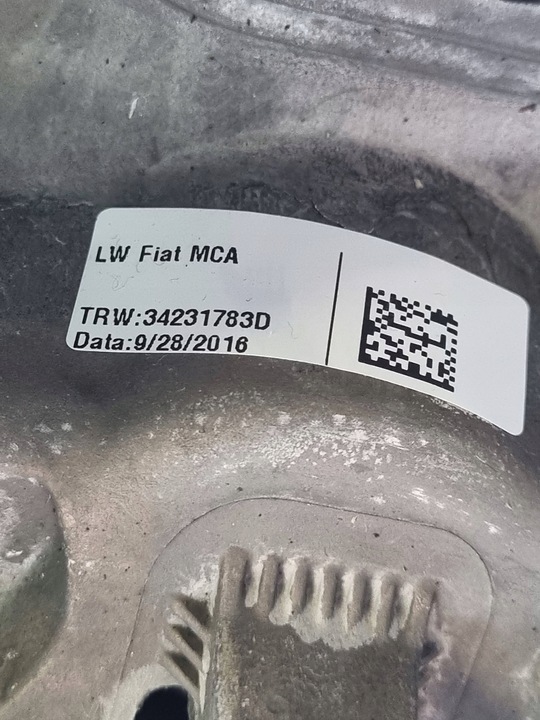 LW Fiat MCA
TRW:34231783D
Data:9/28/2016